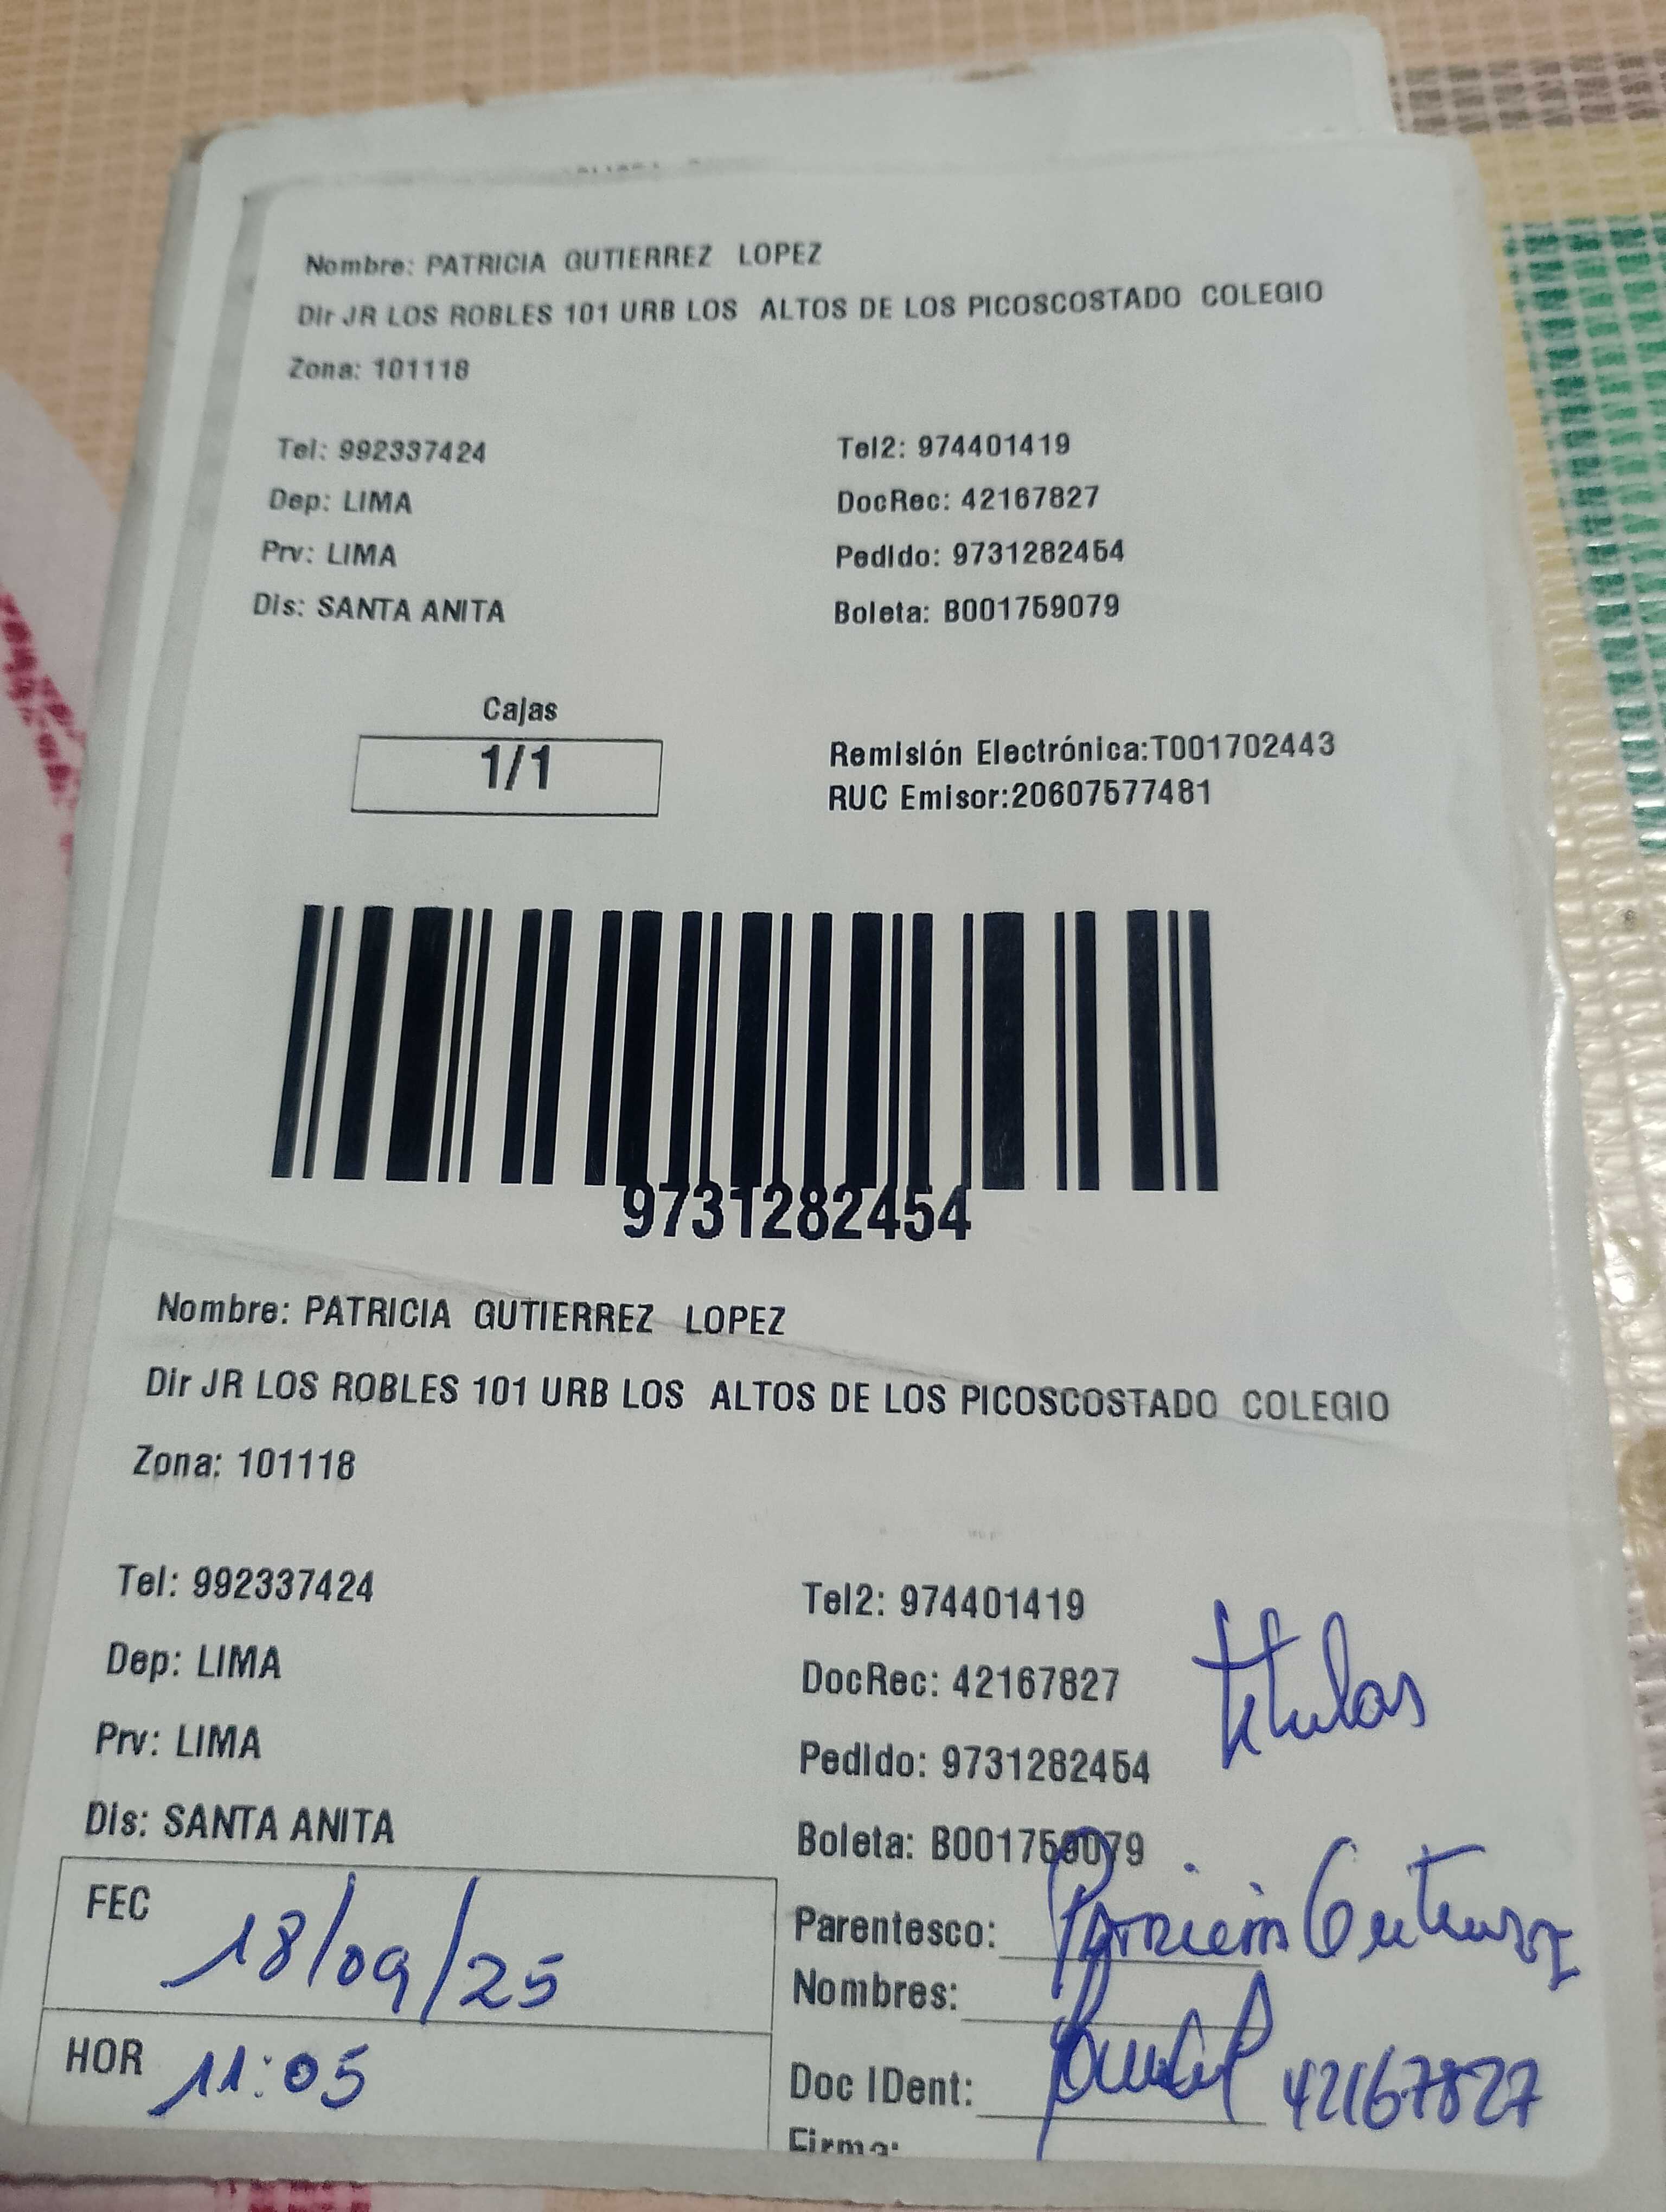 Nombre: PATRICIA GUTIERREZ LOPEZ
Dir JR LOS ROBLES 101 URB LOS ALTOS DE LOS PICOSCOSTADO COLEGIO
Zona: 101118
Tel: 992337424 Tel2: 974401419
Dep: LIMA DocRec: 42167827
Prv: LIMA Pedido: 9731282454
Dis: SANTA ANITA Boleta: B001759079
Cajas
1/1
Remisión Electrónica:T001702443
RUC Emisor:20607577481
9731282454
Nombre: PATRICIA GUTIERREZ LOPEZ
Dir JR LOS ROBLES 101 URB LOS ALTOS DE LOS PICOSCOSTADO COLEGIO
Zona: 101118
Tel: 992337424 Tel2: 974401419
Dep: LIMA DocRec: 42167827
Prv: LIMA Pedido: 9731282454
Dis: SANTA ANITA Boleta: B001759079
FEC 18/09/25
HOR 11:05
Parentesco:
Nombres:
Doc IDent: 42167827
Firma: